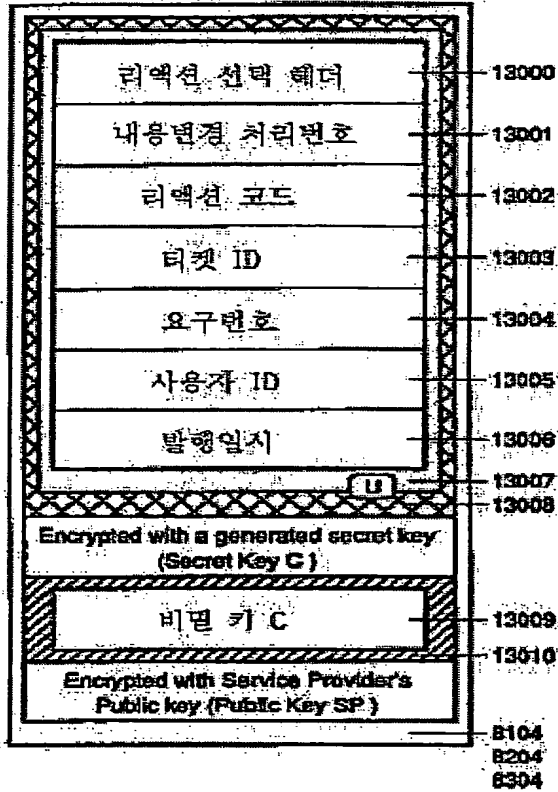 리액션 선택 헤더 13000
내용변경 처리번호 13001
리액션 코드 13002
티켓 ID 13003
요구번호 13004
사용자 ID 13005
발행일시 13006
U 13007
13008
Encrypted with a generated secret key
(Secret Key C)
비밀 키 C 13009
13010
Encrypted with Service Provider's
Public key (Public Key SP)
8104
8204
8304